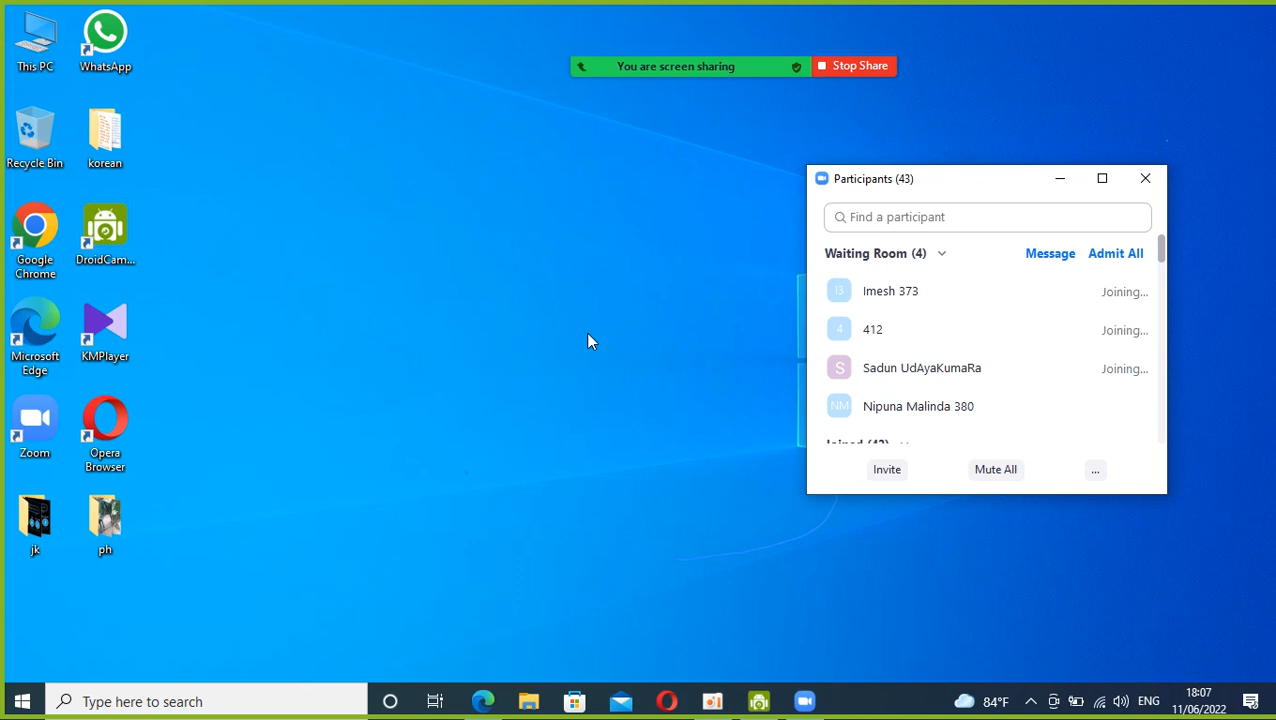 This PC
WhatsApp
You are screen sharing
Stop Share
Recycle Bin
korean
Participants (43)
Find a participant
Waiting Room (4)
Message
Admit All
I3
Imesh 373
Joining...
4
412
Joining...
S
Sadun UdAyaKumaRa
Joining...
NM
Nipuna Malinda 380
Joined (43)
Invite
Mute All
...
Google
Chrome
DroidCam...
Microsoft
Edge
KMPlayer
Zoom
Opera
Browser
jk
ph
Type here to search
84°F
ENG
18:07
11/06/2022